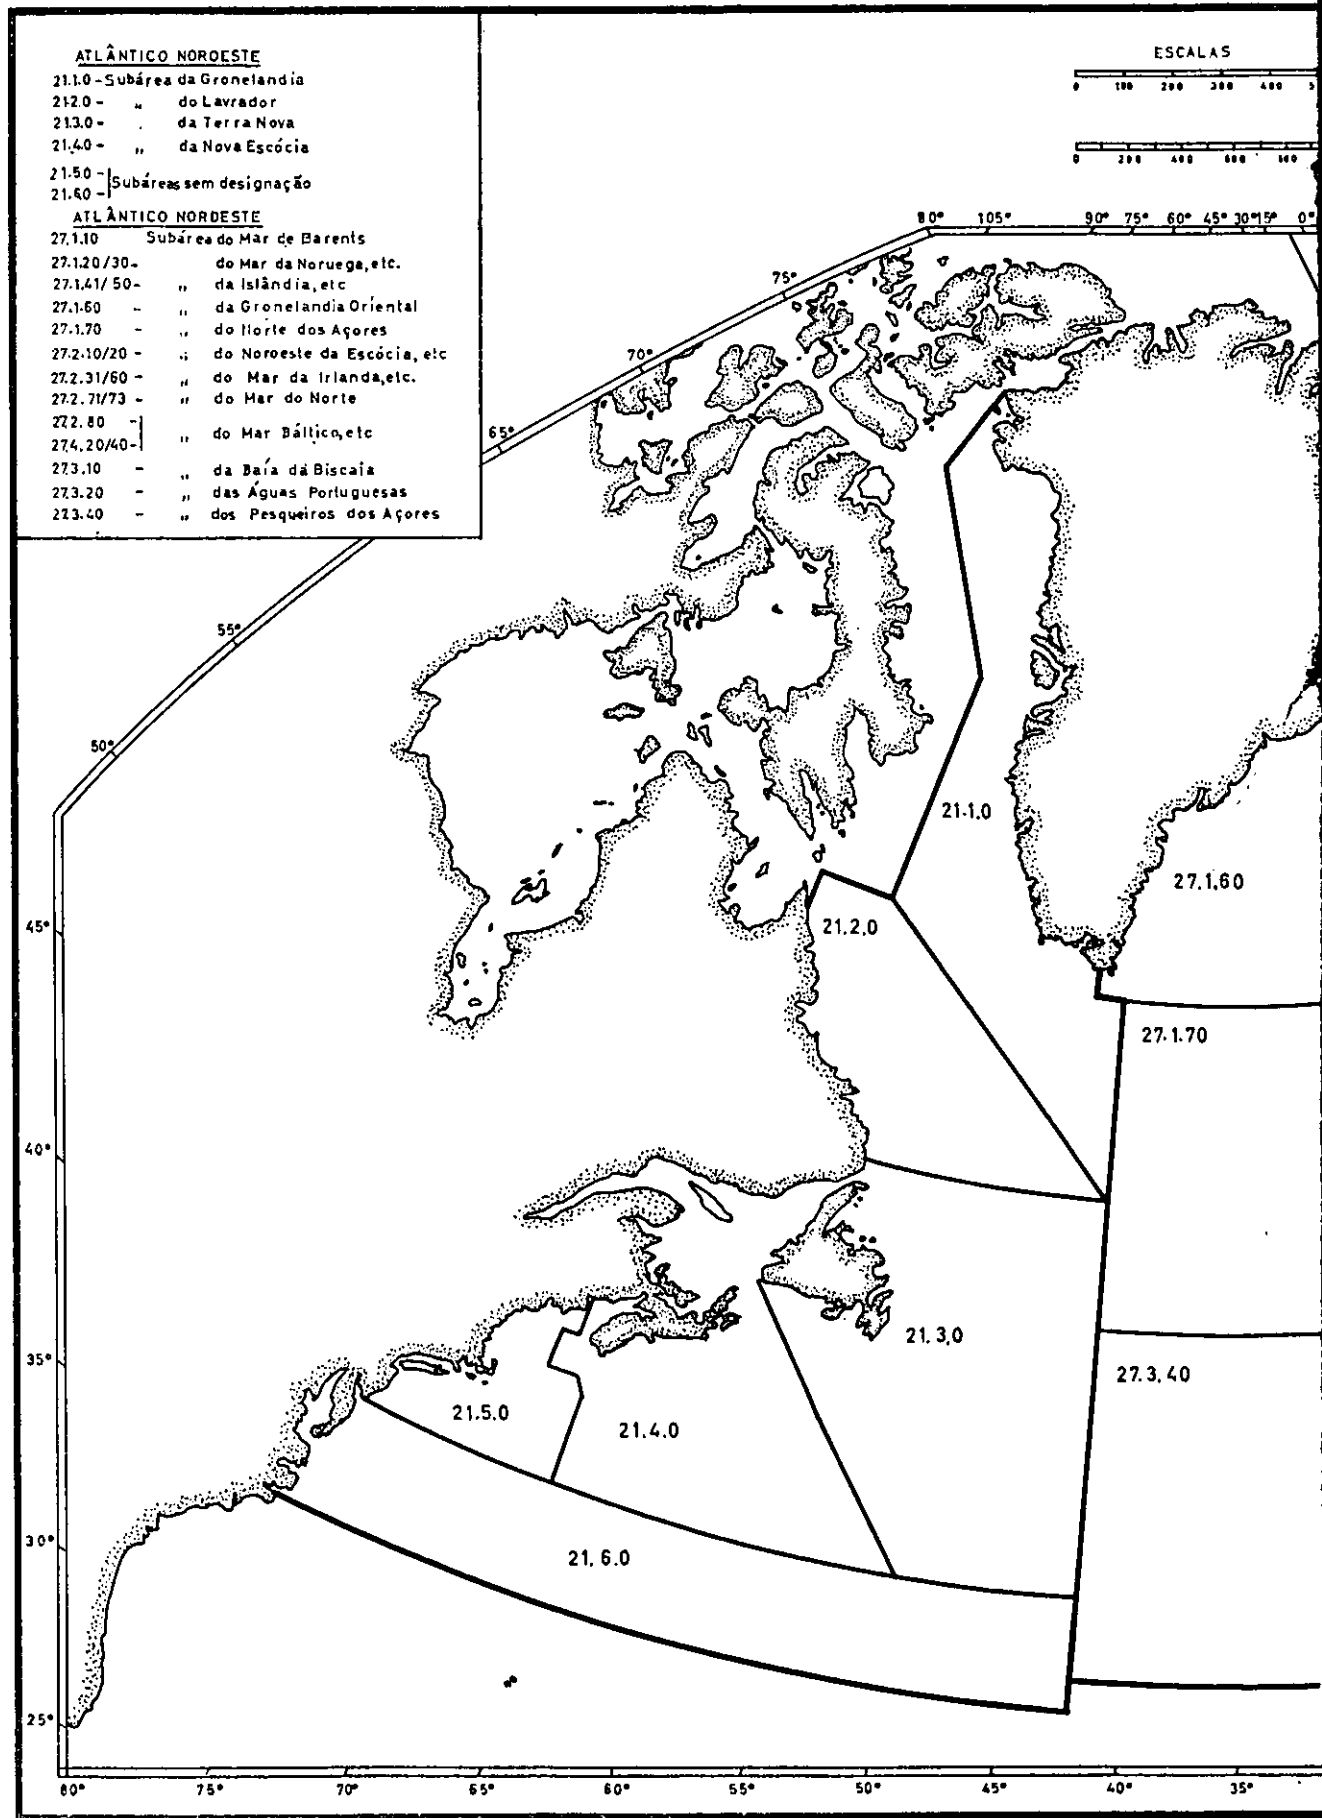 ATLÂNTICO NOROESTE
21.1.0 - Subárea da Gronelandia
21.2.0 - „ do Lavrador
21.3.0 - . da Terra Nova
21.4.0 - „ da Nova Escócia
21.5.0 -
21.6.0 - Subáreas sem designação
ATLÂNTICO NORDESTE
27.1.10 Subárea do Mar de Barents
27.1.20/30- do Mar da Noruega, etc.
27.1.41/50- „ da Islândia, etc
27.1.60 - „ da Gronelandia Oriental
27.1.70 - „ do Norte dos Açores
27.2.10/20 - „ do Noroeste da Escócia, etc
27.2.31/60 - „ do Mar da Irlanda, etc.
27.2.71/73 - „ do Mar do Norte
27.2.80 -
27.4.20/40- „ do Mar Báltico, etc
27.3.10 - „ da Baía da Biscaia
27.3.20 - „ das Águas Portuguesas
27.3.40 - „ dos Pesqueiros dos Açores
ESCALAS
0 100 200 300 400
0 200 400 600
80° 105° 90° 75° 60° 45° 30° 15° 0°
75°
70°
65°
55°
50°
21.1.0
27.1.60
45°
21.2.0
27.1.70
40°
21.3.0
35°
27.3.40
21.5.0
21.4.0
30°
21.6.0
25°
80° 75° 70° 65° 60° 55° 50° 45° 40° 35°